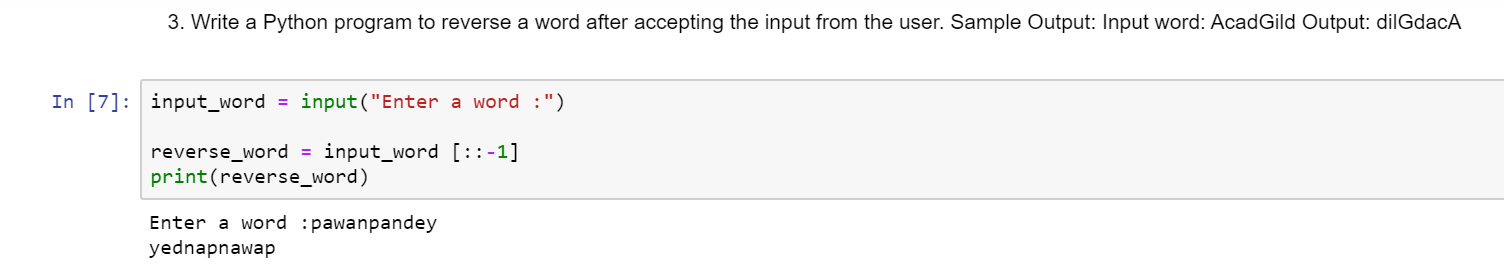 3. Write a Python program to reverse a word after accepting the input from the user. Sample Output: Input word: AcadGild Output: dilGdacA
In [7]: input_word = input("Enter a word :")
reverse_word = input_word [::-1]
print(reverse_word)
Enter a word :pawanpandey
yednapnawap